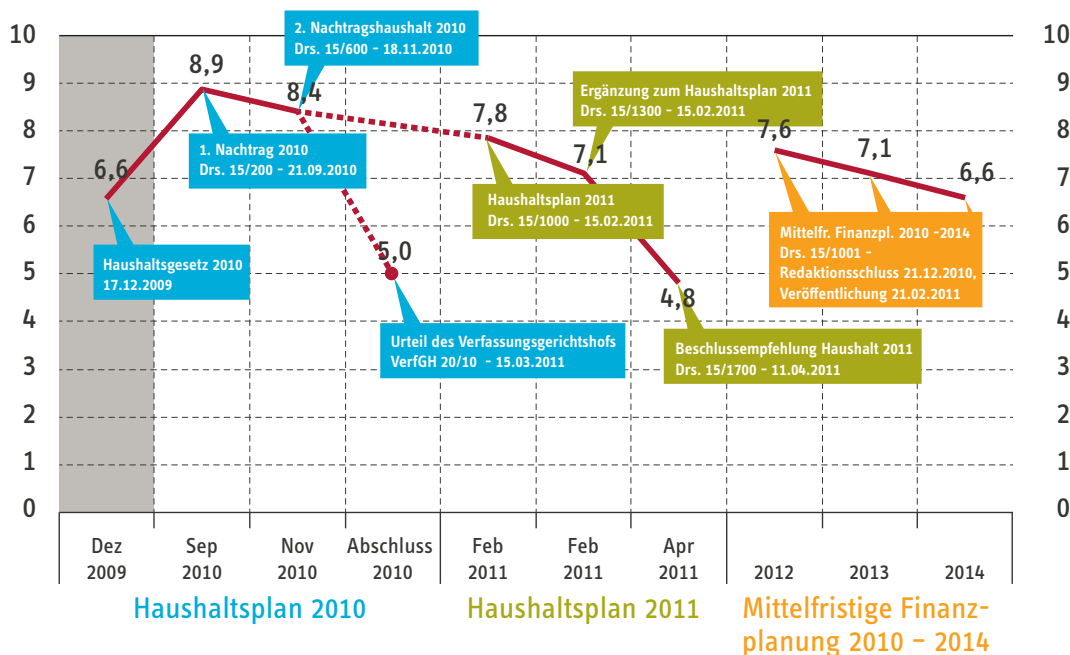 10
9
8
7
6
5
4
3
2
1
0
10
9
8
7
6
5
4
3
2
1
0
6,6
8,9
8,4
5,0
7,8
7,1
4,8
7,6
7,1
6,6
Haushaltsgesetz 2010
17.12.2009
1. Nachtrag 2010
Drs. 15/200 - 21.09.2010
2. Nachtragshaushalt 2010
Drs. 15/600 - 18.11.2010
Urteil des Verfassungsgerichtshofs
VerfGH 20/10 - 15.03.2011
Haushaltsplan 2011
Drs. 15/1000 - 15.02.2011
Ergänzung zum Haushaltsplan 2011
Drs. 15/1300 - 15.02.2011
Beschlussempfehlung Haushalt 2011
Drs. 15/1700 - 11.04.2011
Mittelfr. Finanzpl. 2010 -2014
Drs. 15/1001 -
Redaktionsschluss 21.12.2010,
Veröffentlichung 21.02.2011
Dez
2009
Sep
2010
Nov
2010
Abschluss
2010
Feb
2011
Feb
2011
Apr
2011
2012
2013
2014
Haushaltsplan 2010
Haushaltsplan 2011
Mittelfristige Finanz-
planung 2010 – 2014